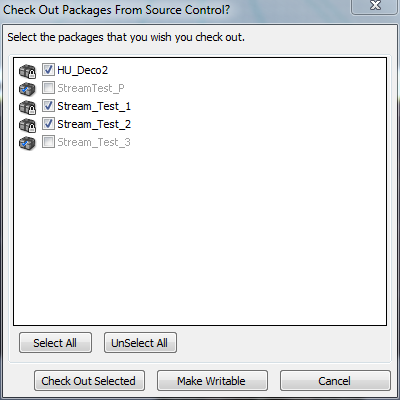 Check Out Packages From Source Control?
Select the packages that you wish you check out.
HU_Deco2
StreamTest_P
Stream_Test_1
Stream_Test_2
Stream_Test_3
Select All UnSelect All
Check Out Selected Make Writable Cancel